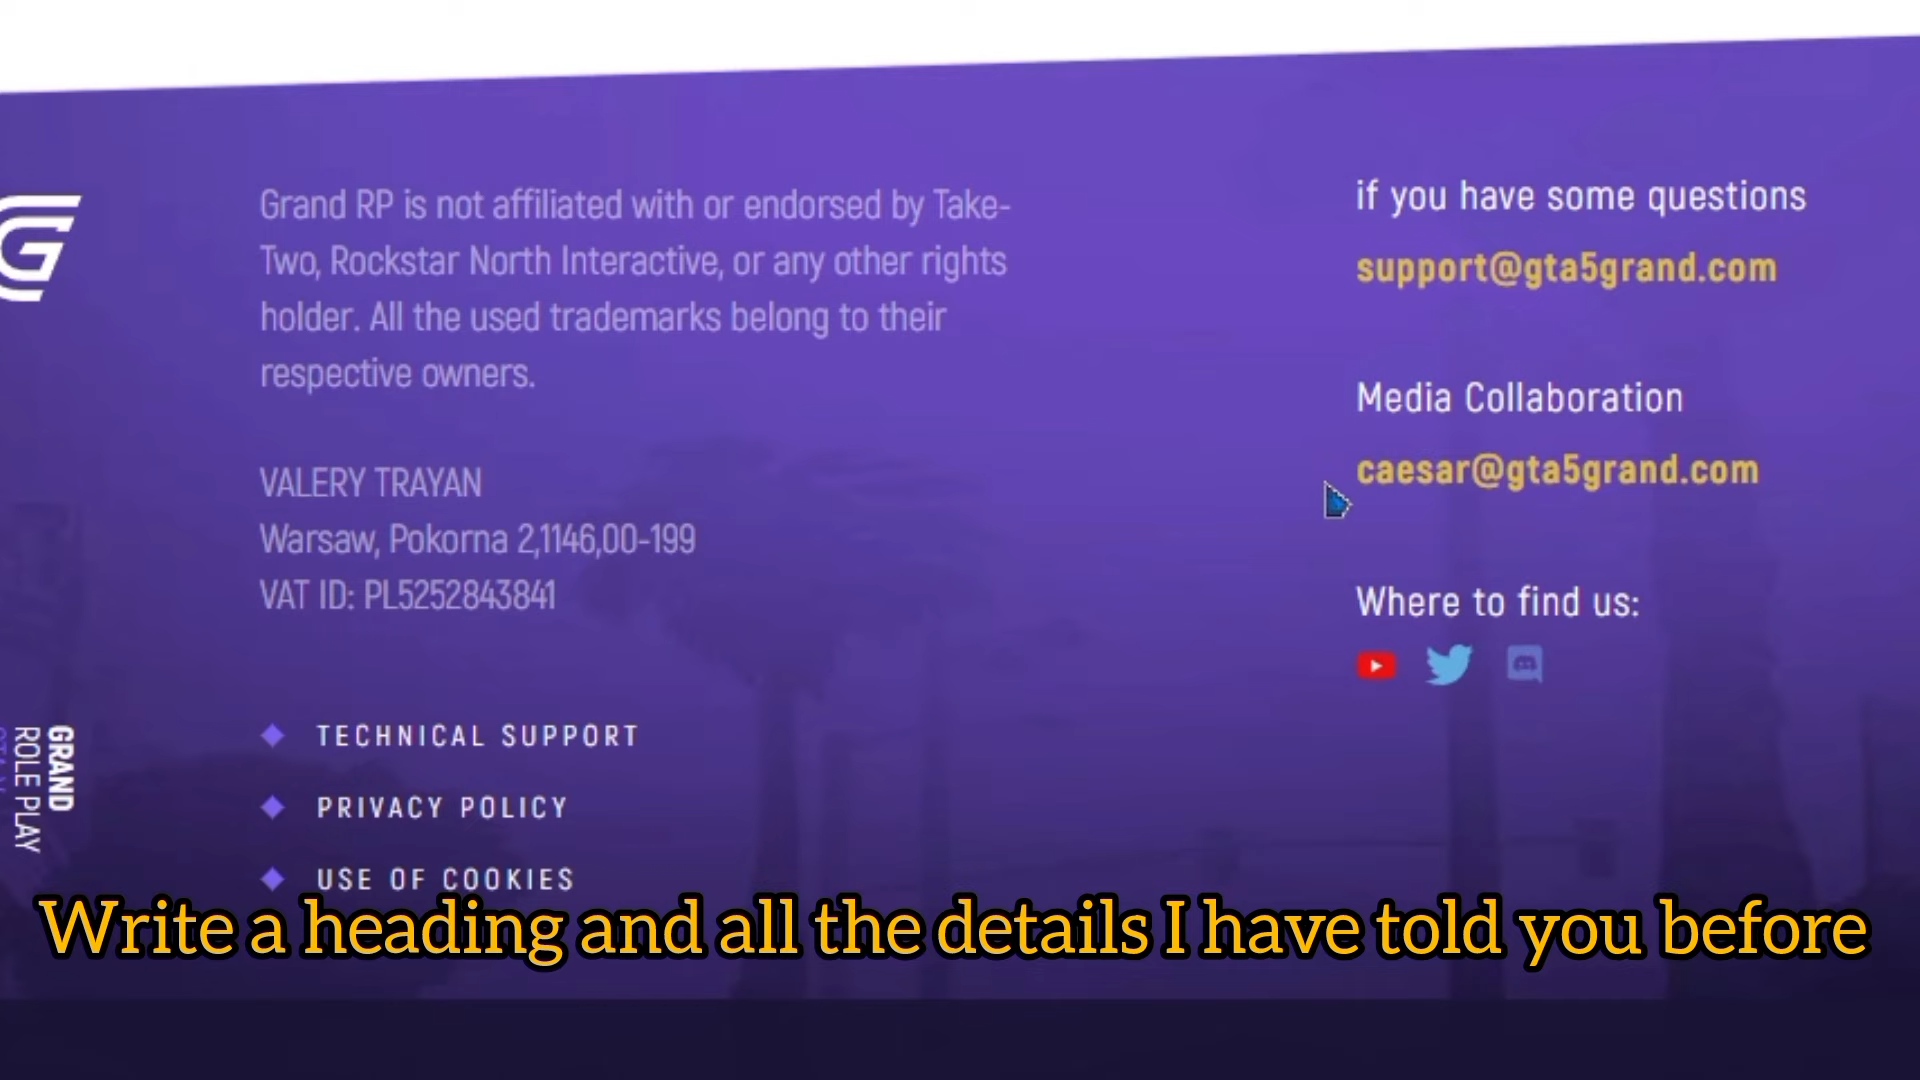 Grand RP is not affiliated with or endorsed by Take-
Two, Rockstar North Interactive, or any other rights
holder. All the used trademarks belong to their
respective owners.
VALERY TRAYAN
Warsaw, Pokorna 2,1146,00-199
VAT ID: PL5252843841
TECHNICAL SUPPORT
PRIVACY POLICY
USE OF COOKIES
if you have some questions
support@gta5grand.com
Media Collaboration
caesar@gta5grand.com
Where to find us:
G
GRAND
ROLE PLAY
Write a heading and all the details I have told you before